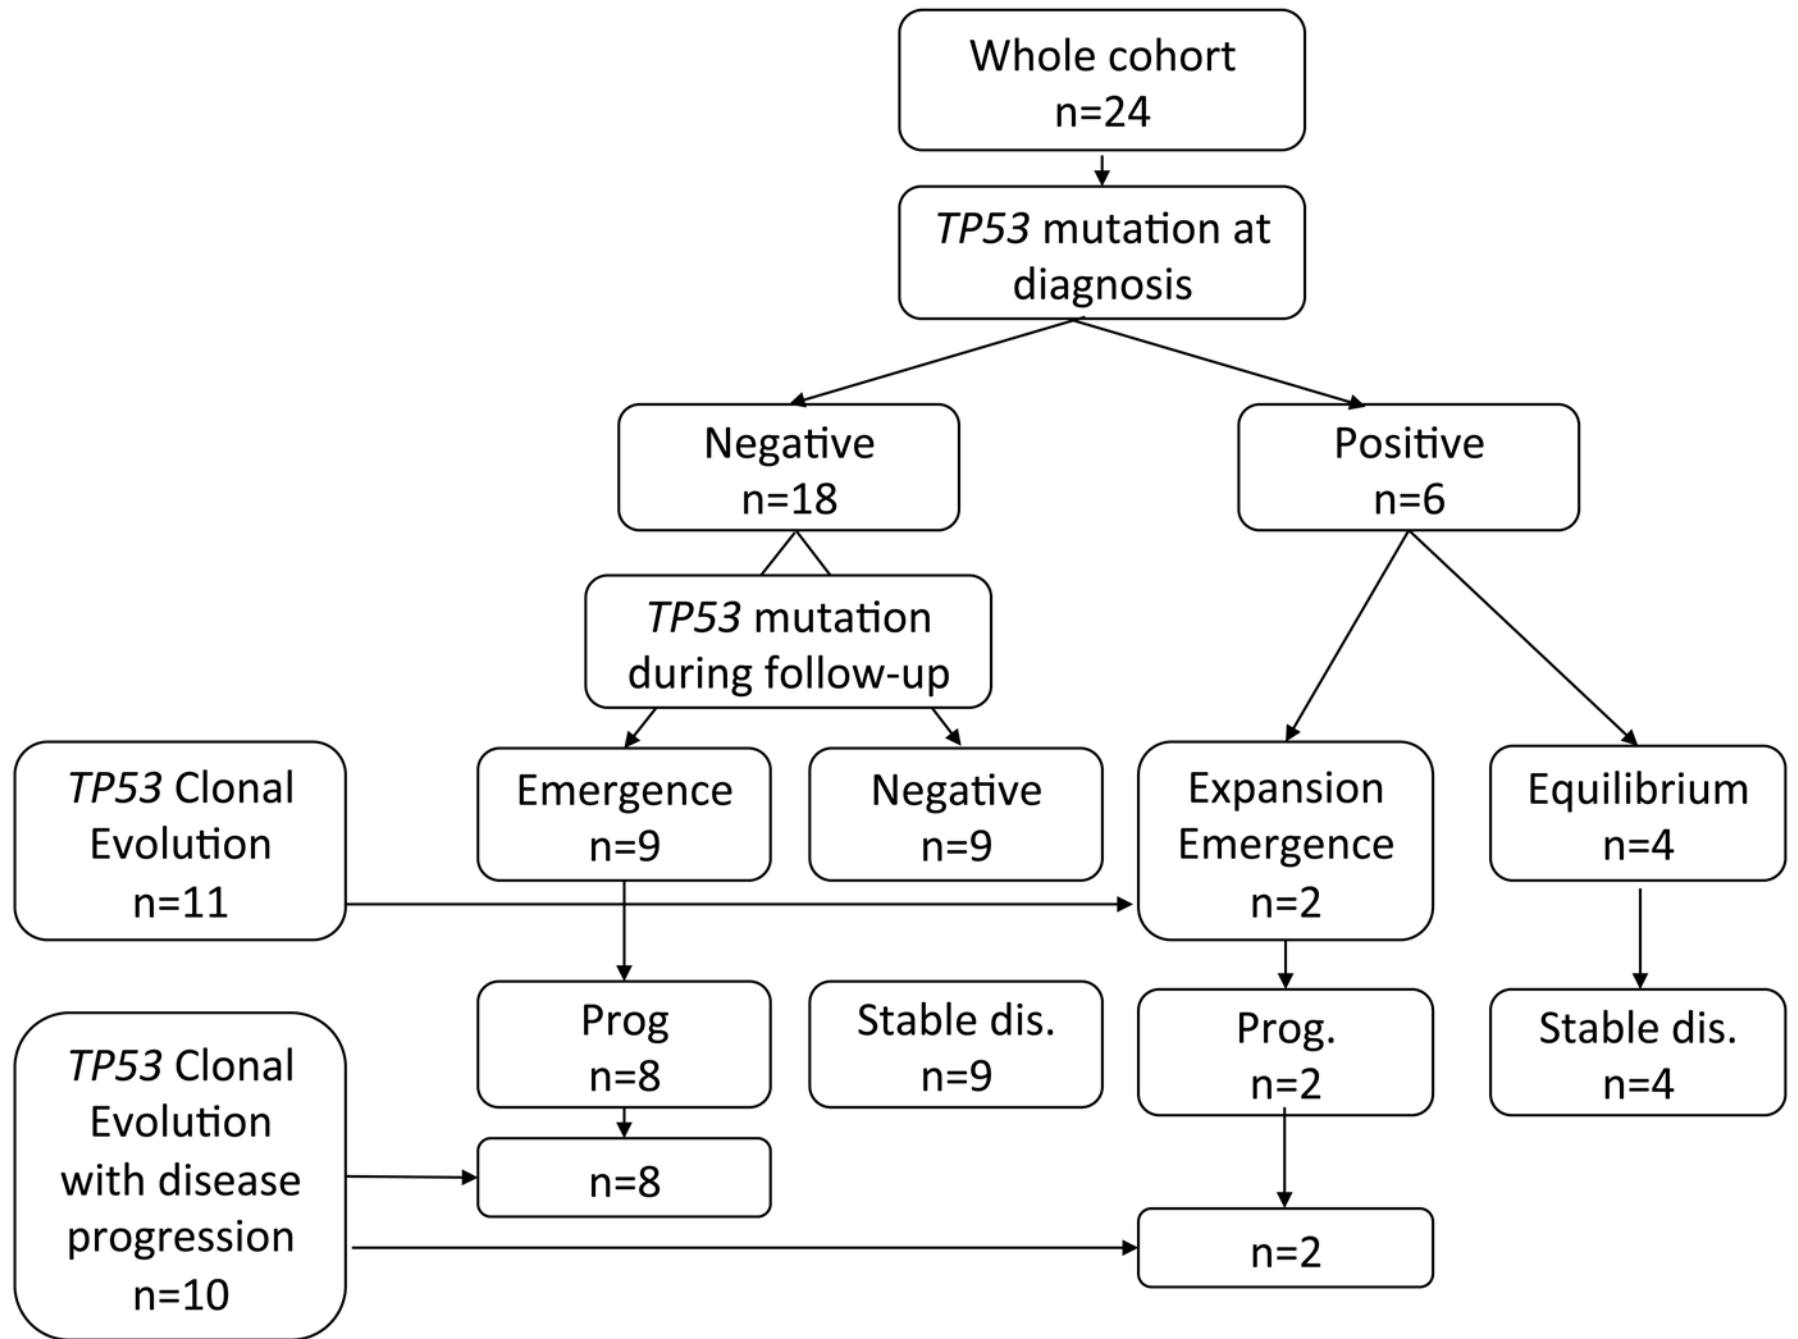 Whole cohort
n=24
TP53 mutation at
diagnosis
Negative
n=18
Positive
n=6
TP53 mutation
during follow-up
TP53 Clonal
Evolution
n=11
Emergence
n=9
Negative
n=9
Expansion
Emergence
n=2
Equilibrium
n=4
TP53 Clonal
Evolution
with disease
progression
n=10
Prog
n=8
Stable dis.
n=9
Prog.
n=2
Stable dis.
n=4
n=8
n=2